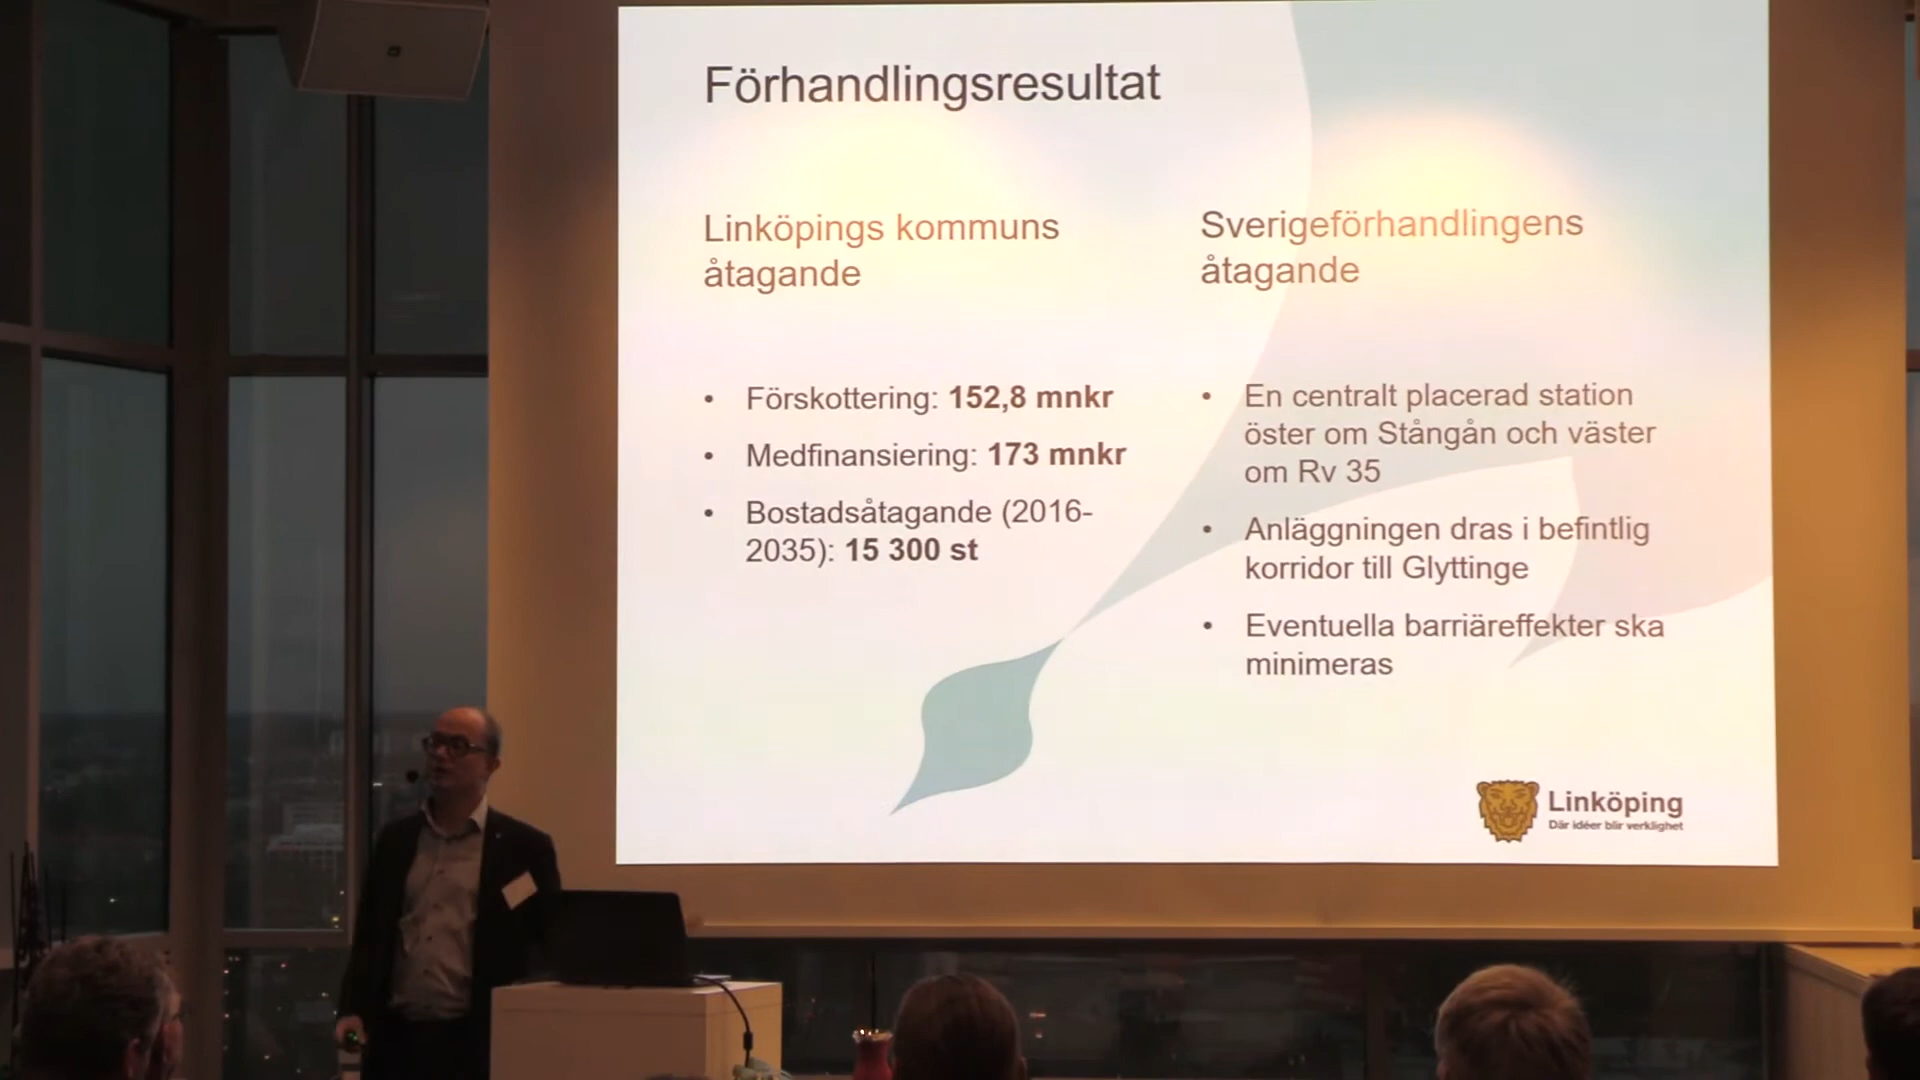 Förhandlingsresultat
Linköpings kommuns
åtagande
• Förskottering: 152,8 mnkr
• Medfinansiering: 173 mnkr
• Bostadsåtagande (2016-
2035): 15 300 st
Sverigeförhandlingens
åtagande
• En centralt placerad station
öster om Stångån och väster
om Rv 35
• Anläggningen dras i befintlig
korridor till Glyttinge
• Eventuella barriäreffekter ska
minimeras
Linköping
Där idéer blir verklighet